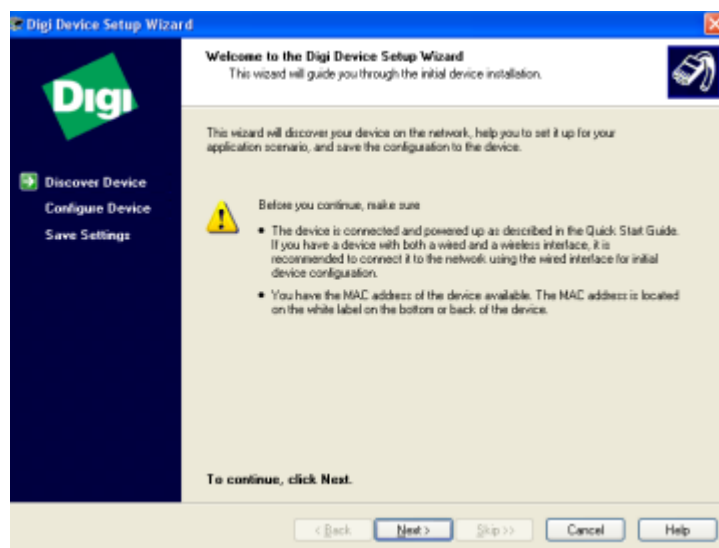 Digi Device Setup Wizard
Digi
Discover Device
Configure Device
Save Settings
Welcome to the Digi Device Setup Wizard
This wizard will guide you through the initial device installation.
This wizard will discover your device on the network, help you to set it up for your
application scenario, and save the configuration to the device.
Before you continue, make sure
• The device is connected and powered up as described in the Quick Start Guide.
If you have a device with both a wired and a wireless interface, it is
recommended to connect it to the network using the wired interface for initial
device configuration.
• You have the MAC address of the device available. The MAC address is located
on the white label on the bottom or back of the device.
To continue, click Next.
< Back
Next >
Skip >>
Cancel
Help